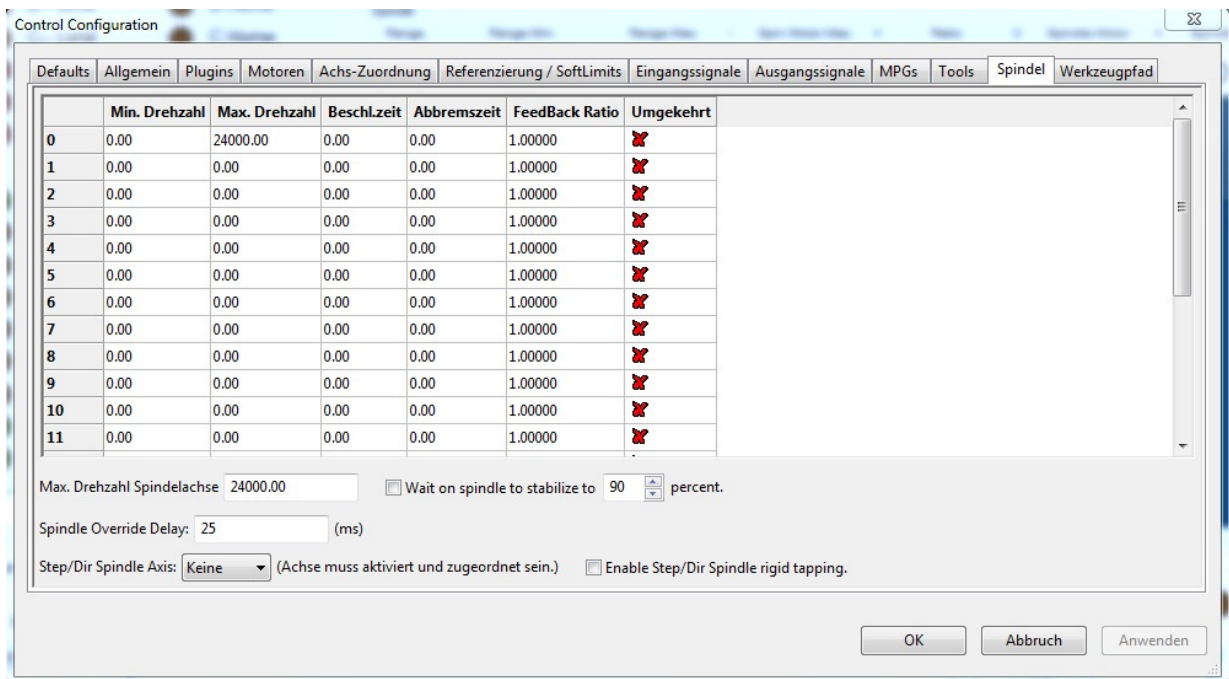 Control Configuration
Defaults Allgemein Plugins Motoren Achs-Zuordnung Referenzierung / SoftLimits Eingangssignale Ausgangssignale MPGs Tools Spindel Werkzeugpfad
Min. Drehzahl Max. Drehzahl Beschl.zeit Abbremszeit FeedBack Ratio Umgekehrt
0 0.00 24000.00 0.00 0.00 1.00000
1 0.00 0.00 0.00 0.00 1.00000
2 0.00 0.00 0.00 0.00 1.00000
3 0.00 0.00 0.00 0.00 1.00000
4 0.00 0.00 0.00 0.00 1.00000
5 0.00 0.00 0.00 0.00 1.00000
6 0.00 0.00 0.00 0.00 1.00000
7 0.00 0.00 0.00 0.00 1.00000
8 0.00 0.00 0.00 0.00 1.00000
9 0.00 0.00 0.00 0.00 1.00000
10 0.00 0.00 0.00 0.00 1.00000
11 0.00 0.00 0.00 0.00 1.00000
Max. Drehzahl Spindelachse 24000.00 Wait on spindle to stabilize to 90 percent.
Spindle Override Delay: 25 (ms)
Step/Dir Spindle Axis: Keine (Achse muss aktiviert und zugeordnet sein.) Enable Step/Dir Spindle rigid tapping.
OK Abbruch Anwenden